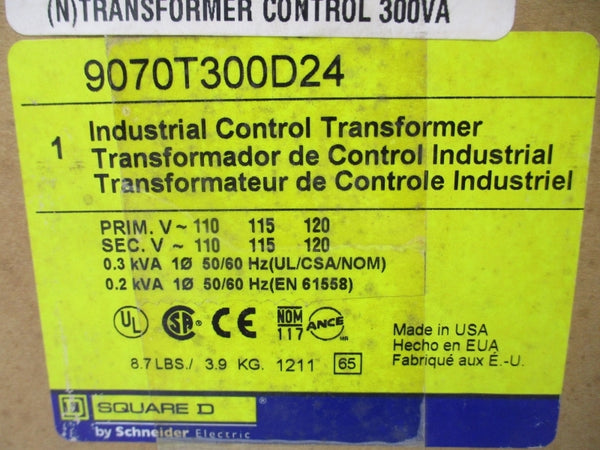 (N)TRANSFORMER CONTROL 300VA
9070T300D24
1 Industrial Control Transformer
Transformador de Control Industrial
Transformateur de Controle Industriel
PRIM. V ~ 110 115 120
SEC. V ~ 110 115 120
0.3 kVA 1Ø 50/60 Hz(UL/CSA/NOM)
0.2 kVA 1Ø 50/60 Hz(EN 61558)
UL SA CE NOM 117 ANCE
Made in USA
Hecho en EUA
Fabriqué aux É.-U.
8.7 LBS./ 3.9 KG. 1211 65
SQUARE D ®
by Schneider Electric